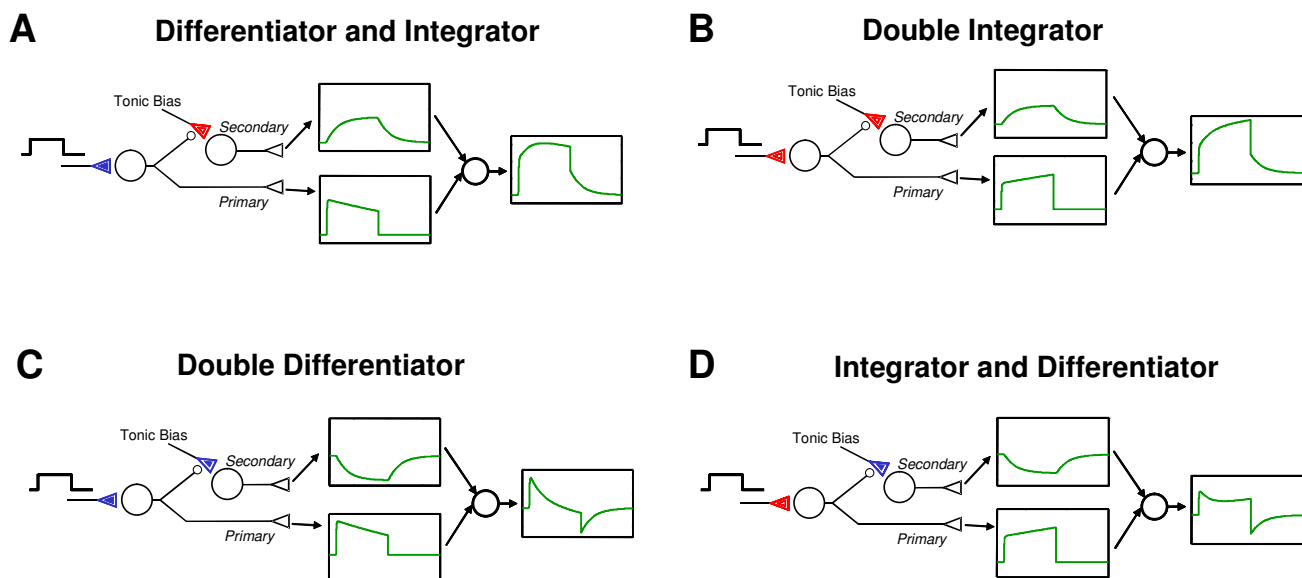 A
Differentiator and Integrator
Tonic Bias
Secondary
Primary
B
Double Integrator
Tonic Bias
Secondary
Primary
C
Double Differentiator
Tonic Bias
Secondary
Primary
D
Integrator and Differentiator
Tonic Bias
Secondary
Primary